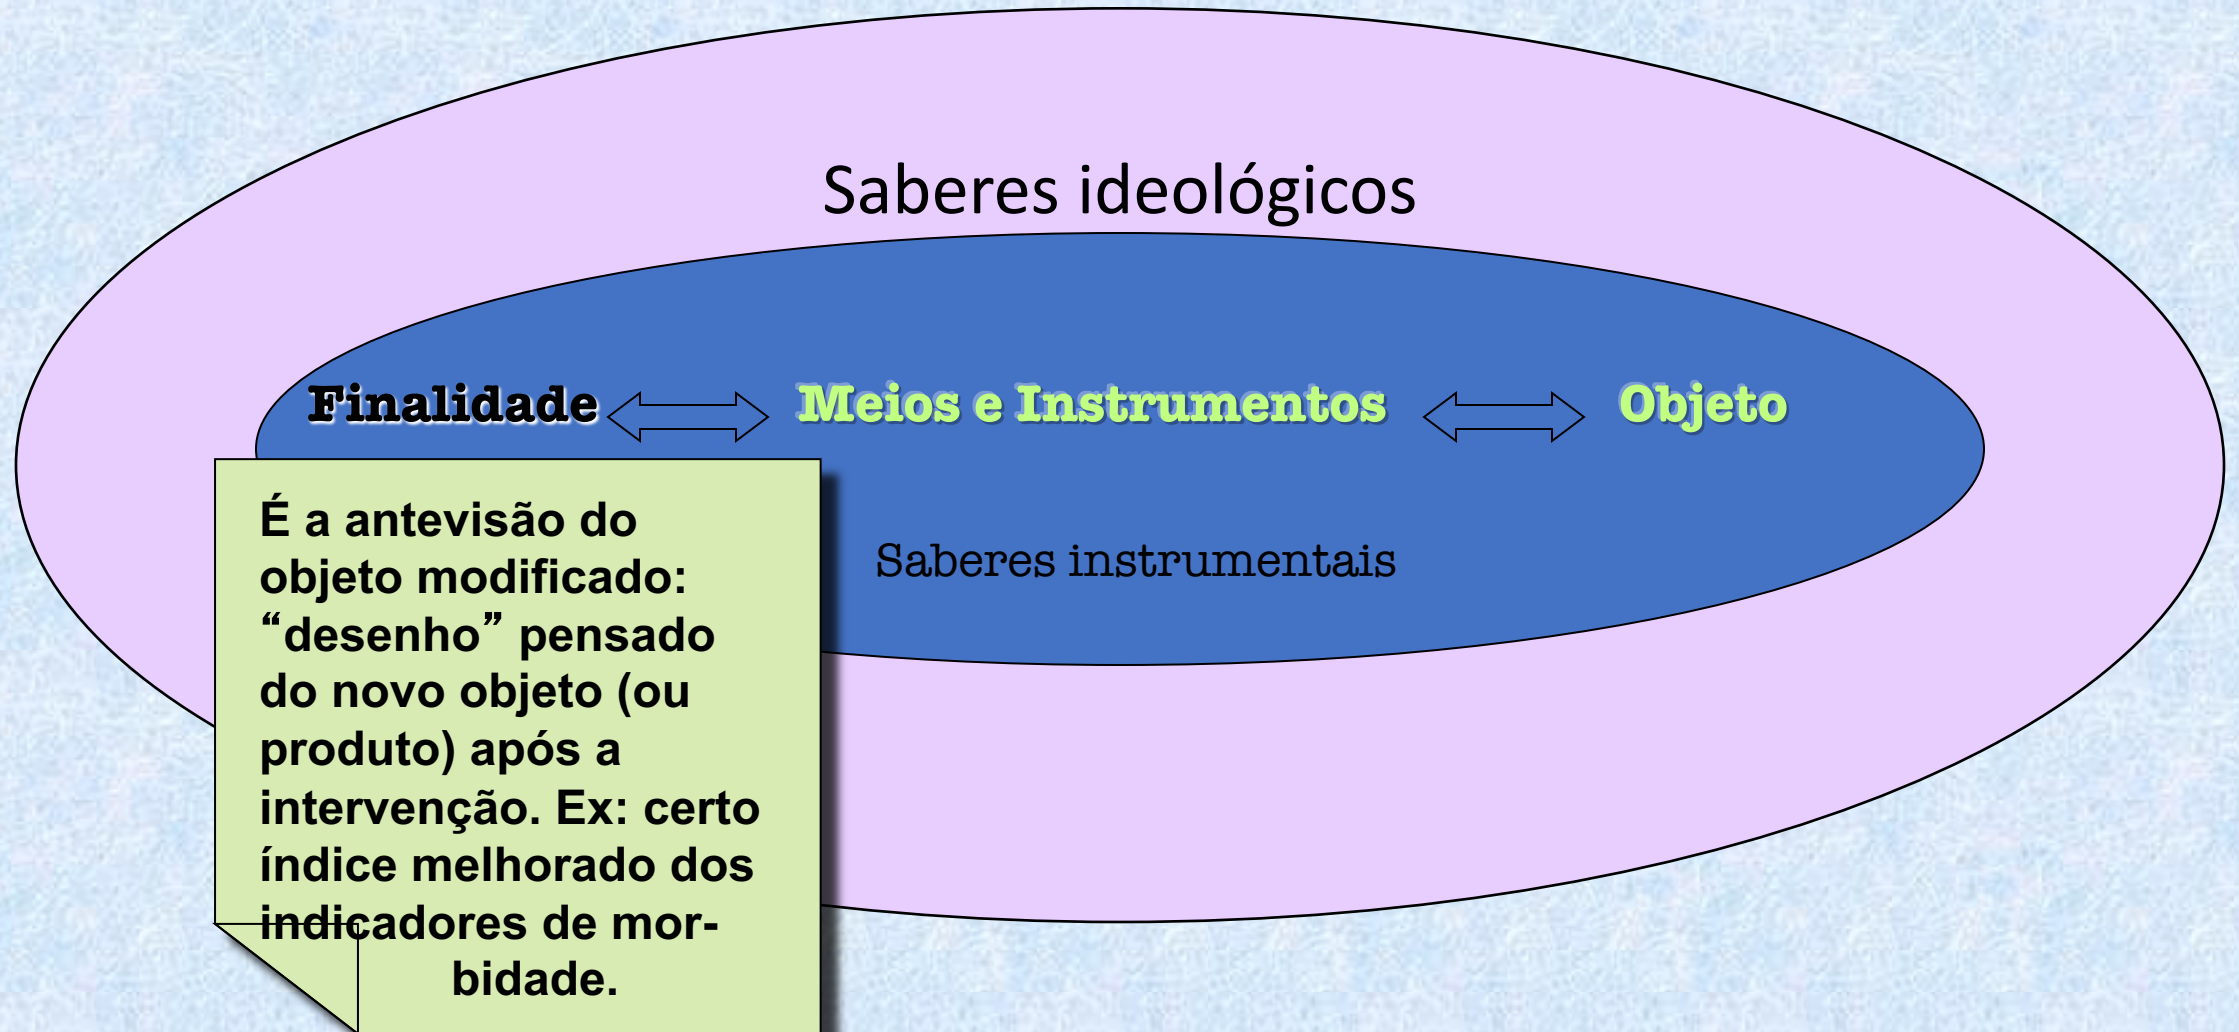 Saberes ideológicos
Finalidade Meios e Instrumentos Objeto
Saberes instrumentais
É a antevisão do
objeto modificado:
“desenho” pensado
do novo objeto (ou
produto) após a
intervenção. Ex: certo
índice melhorado dos
indicadores de mor-
bidade.